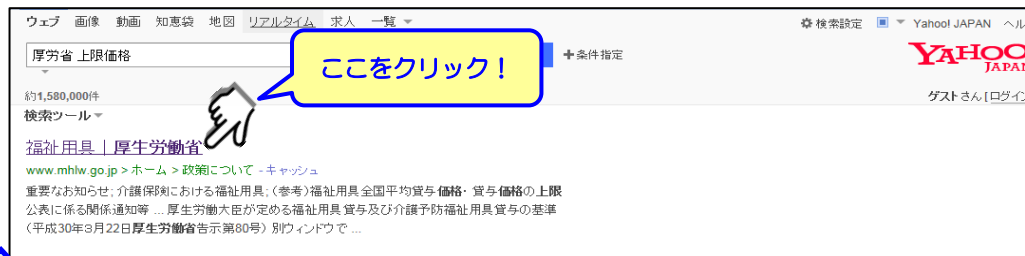 ウェブ 画像 動画 知恵袋 地図 リアルタイム 求人 一覧
検索設定 Yahoo! JAPAN ヘル
厚労省 上限価格
ここをクリック！
+条件指定
YAHOO
JAPAN
約1,580,000件
ゲストさん [ログイン
検索ツール
福祉用具 | 厚生労働省
www.mhlw.go.jp > ホーム > 政策について - キャッシュ
重要なお知らせ; 介護保険における福祉用具; (参考)福祉用具全国平均貸与価格・貸与価格の上限
公表に係る関係通知等 ... 厚生労働大臣が定める福祉用具貸与及び介護予防福祉用具貸与の基準
（平成30年3月22日厚生労働省告示第80号）別ウィンドウで ...